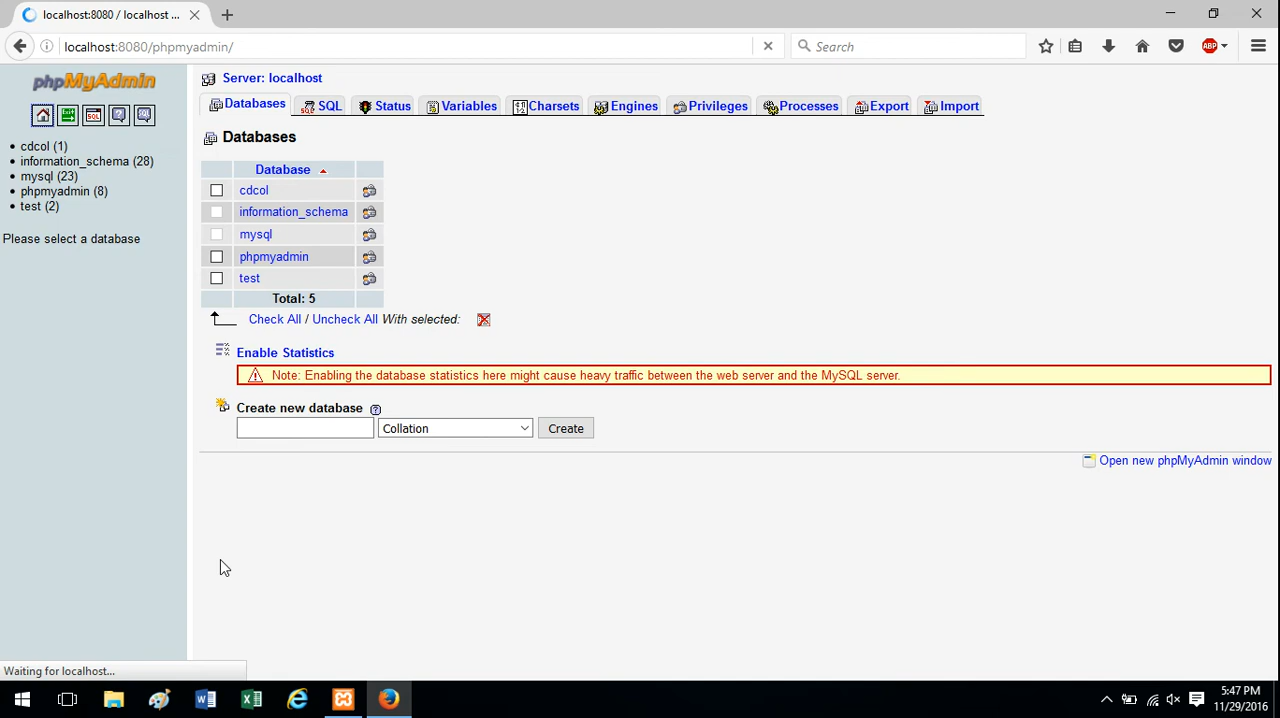 localhost:8080 / localhost ...
localhost:8080/phpmyadmin/
Search
ABP
phpMyAdmin
SQL
cdcol (1)
information_schema (28)
mysql (23)
phpmyadmin (8)
test (2)
Please select a database
Server: localhost
Databases
SQL
Status
Variables
Charsets
Engines
Privileges
Processes
Export
Import
Databases
Database
cdcol
information_schema
mysql
phpmyadmin
test
Total: 5
Check All / Uncheck All With selected:
Enable Statistics
Note: Enabling the database statistics here might cause heavy traffic between the web server and the MySQL server.
Create new database
Collation
Create
Open new phpMyAdmin window
Waiting for localhost...
5:47 PM
11/29/2016